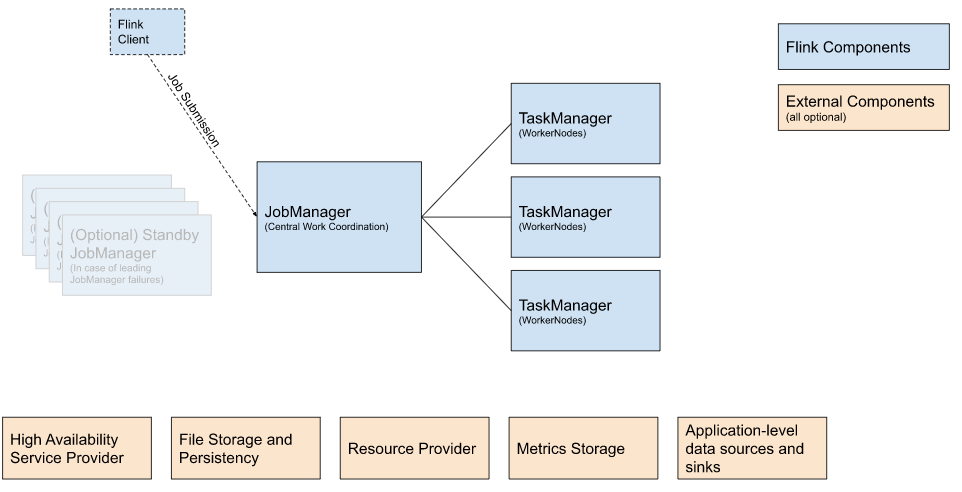 Flink
Client
Job Submission
Flink Components
External Components
(all optional)
TaskManager
(WorkerNodes)
JobManager
(Central Work Coordination)
TaskManager
(WorkerNodes)
TaskManager
(WorkerNodes)
(Optional) Standby
JobManager
(In case of leading
JobManager failures)
High Availability
Service Provider
File Storage and
Persistency
Resource Provider
Metrics Storage
Application-level
data sources and
sinks